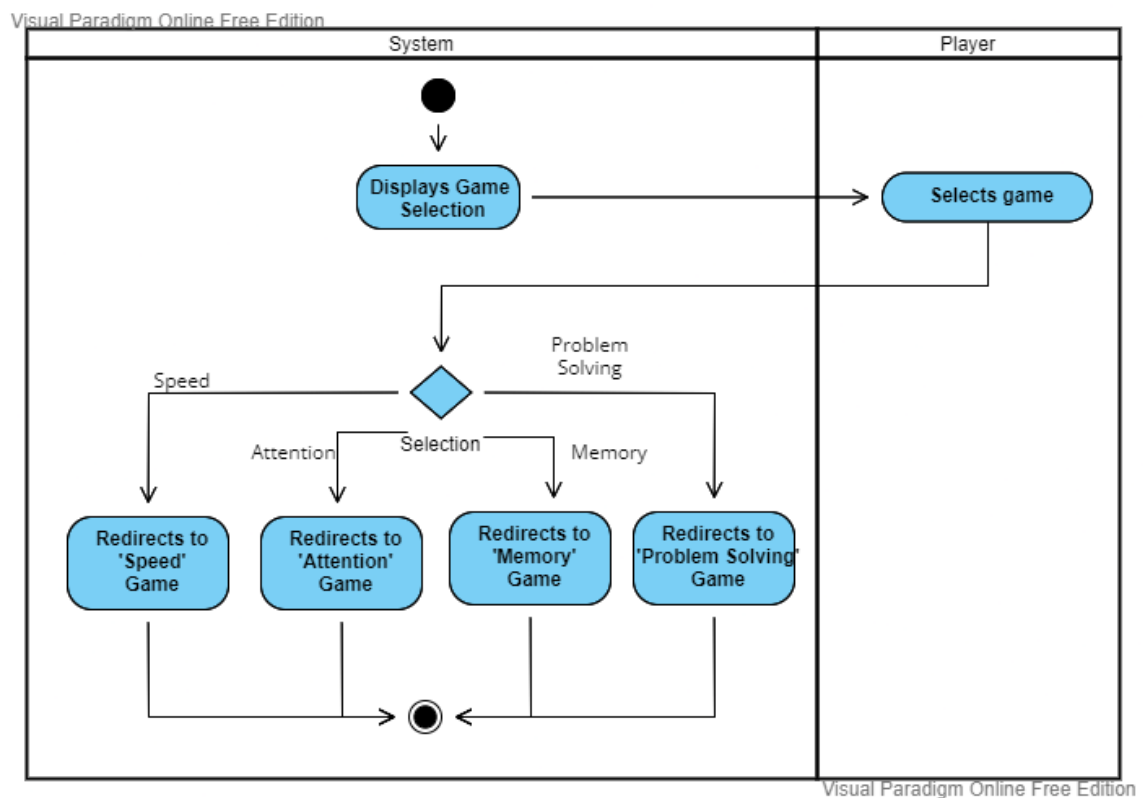 Visual Paradigm Online Free Edition
System
Player
Displays Game
Selection
Selects game
Problem
Solving
Speed
Attention
Selection
Memory
Redirects to
'Speed'
Game
Redirects to
'Attention'
Game
Redirects to
'Memory'
Game
Redirects to
'Problem Solving'
Game
Visual Paradigm Online Free Edition